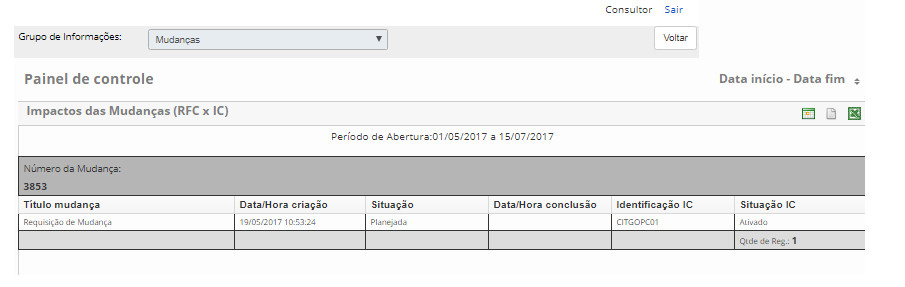 Consultor Sair
Grupo de Informações: Mudanças Voltar
Painel de controle Data início - Data fim
Impactos das Mudanças (RFC x IC)
Período de Abertura:01/05/2017 a 15/07/2017
Número da Mudança:
3853
Título mudança Data/Hora criação Situação Data/Hora conclusão Identificação IC Situação IC
Requisição de Mudança 19/05/2017 10:53:24 Planejada CITGOPC01 Ativado
Qtde de Reg.: 1